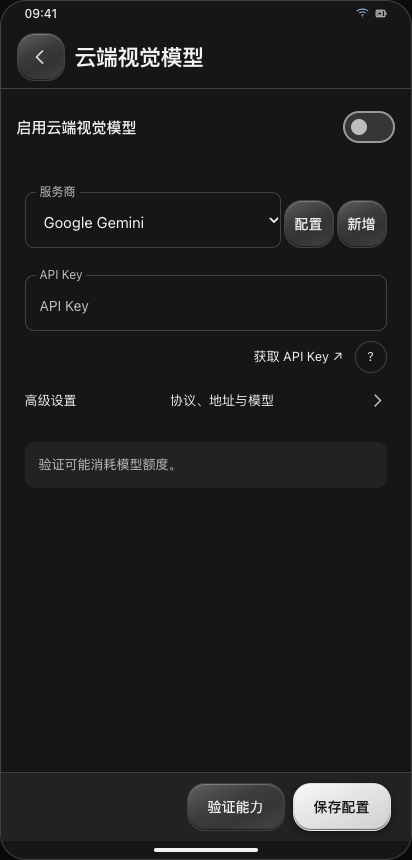 09:41
云端视觉模型
启用云端视觉模型
服务商
Google Gemini
配置
新增
API Key
API Key
获取 API Key ↗
?
高级设置
协议、地址与模型
验证可能消耗模型额度。
验证能力
保存配置